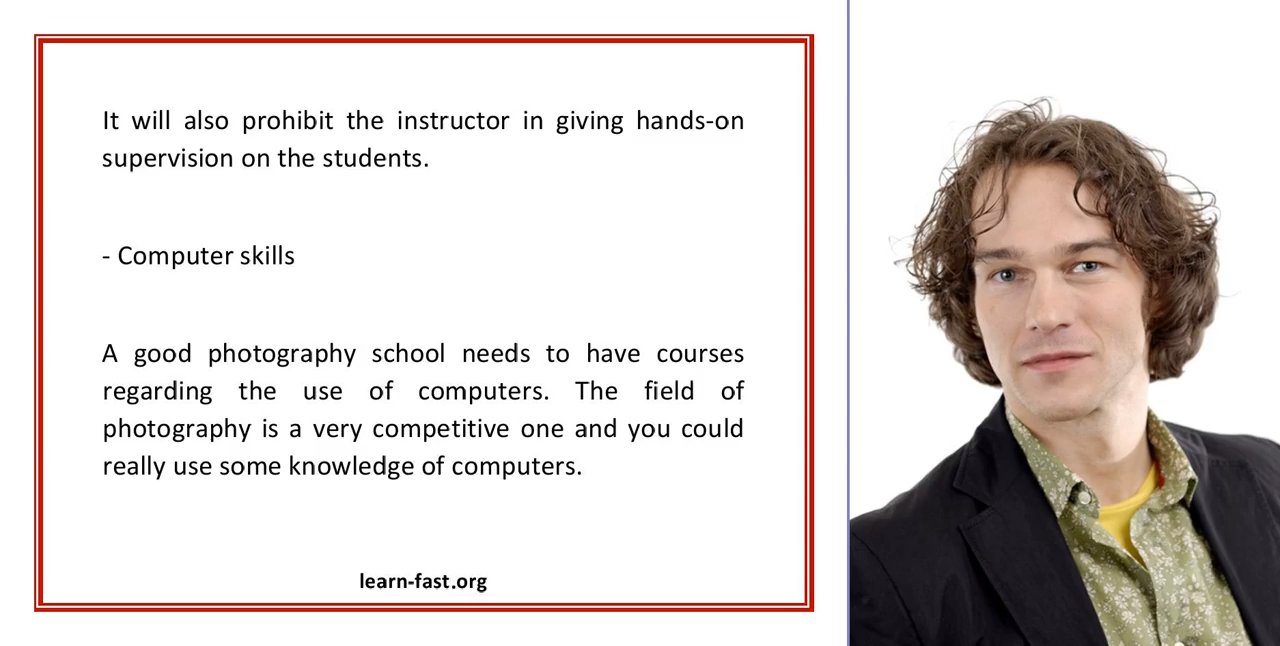 It will also prohibit the instructor in giving hands-on
supervision on the students.
- Computer skills
A good photography school needs to have courses
regarding the use of computers. The field of
photography is a very competitive one and you could
really use some knowledge of computers.
learn-fast.org